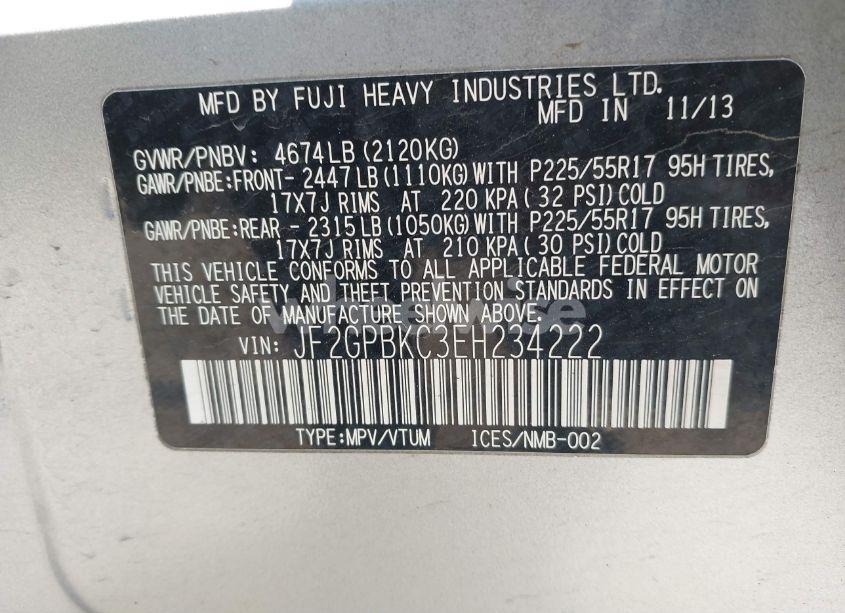 MFD BY FUJI HEAVY INDUSTRIES LTD.
MFD IN 11/13
GVWR/PNBV: 4674LB(2120KG)
GAWR/PNBE:FRONT- 2447LB(1110KG)WITH P225/55R17 95H TIRES,
17X7J RIMS AT 220 KPA(32 PSI)COLD
GAWR/PNBE:REAR - 2315LB(1050KG)WITH P225/55R17 95H TIRES,
17X7J RIMS AT 210 KPA(30 PSI)COLD
THIS VEHICLE CONFORMS TO ALL APPLICABLE FEDERAL MOTOR
VEHICLE SAFETY AND THEFT PREVENTION STANDARDS IN EFFECT ON
THE DATE OF MANUFACTURE SHOWN ABOVE.
VIN: JF2GPBKC3EH234222
TYPE:MPV/VTUM ICES/NMB-002